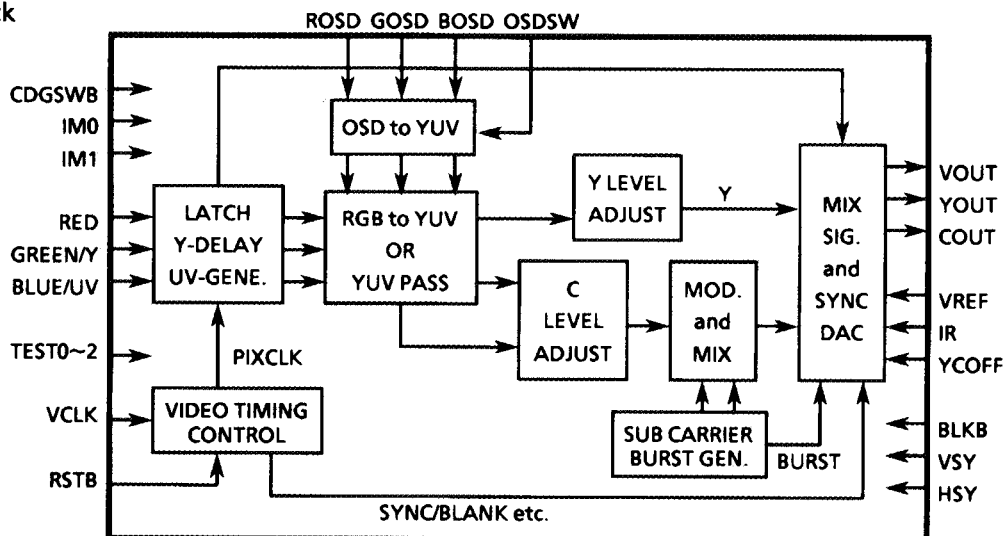 ck
ROSD GOSD BOSD OSDSW
CDGSWB
IM0
IM1
RED
GREEN/Y
BLUE/UV
TEST0~2
VCLK
RSTB
OSD to YUV
LATCH
Y-DELAY
UV-GENE.
RGB to YUV
OR
YUV PASS
Y LEVEL
ADJUST
Y
C
LEVEL
ADJUST
MOD.
and
MIX
MIX
SIG.
and
SYNC
DAC
PIXCLK
VIDEO TIMING
CONTROL
SUB CARRIER
BURST GEN.
BURST
SYNC/BLANK etc.
VOUT
YOUT
COUT
VREF
IR
YCOFF
BLKB
VSY
HSY